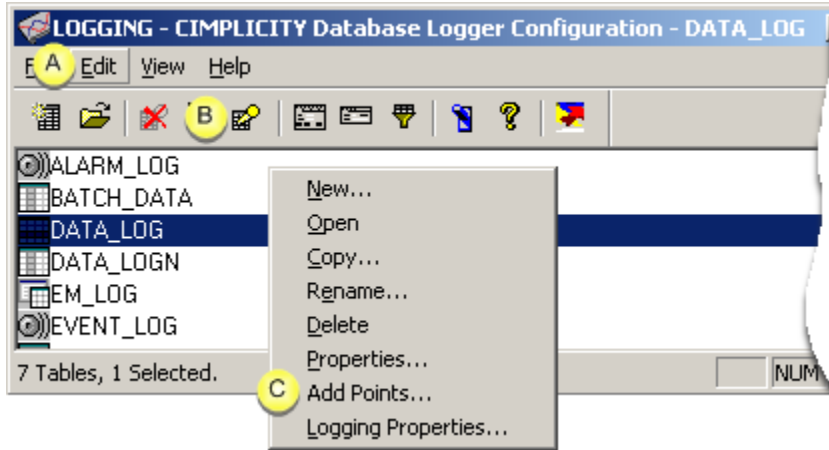 LOGGING - CIMPLICITY Database Logger Configuration - DATA_LOG
F A Edit View Help
B
ALARM_LOG
BATCH_DATA
DATA_LOG
DATA_LOGN
EM_LOG
EVENT_LOG
New...
Open
Copy...
Rename...
Delete
Properties...
C Add Points...
Logging Properties...
7 Tables, 1 Selected.
NUM